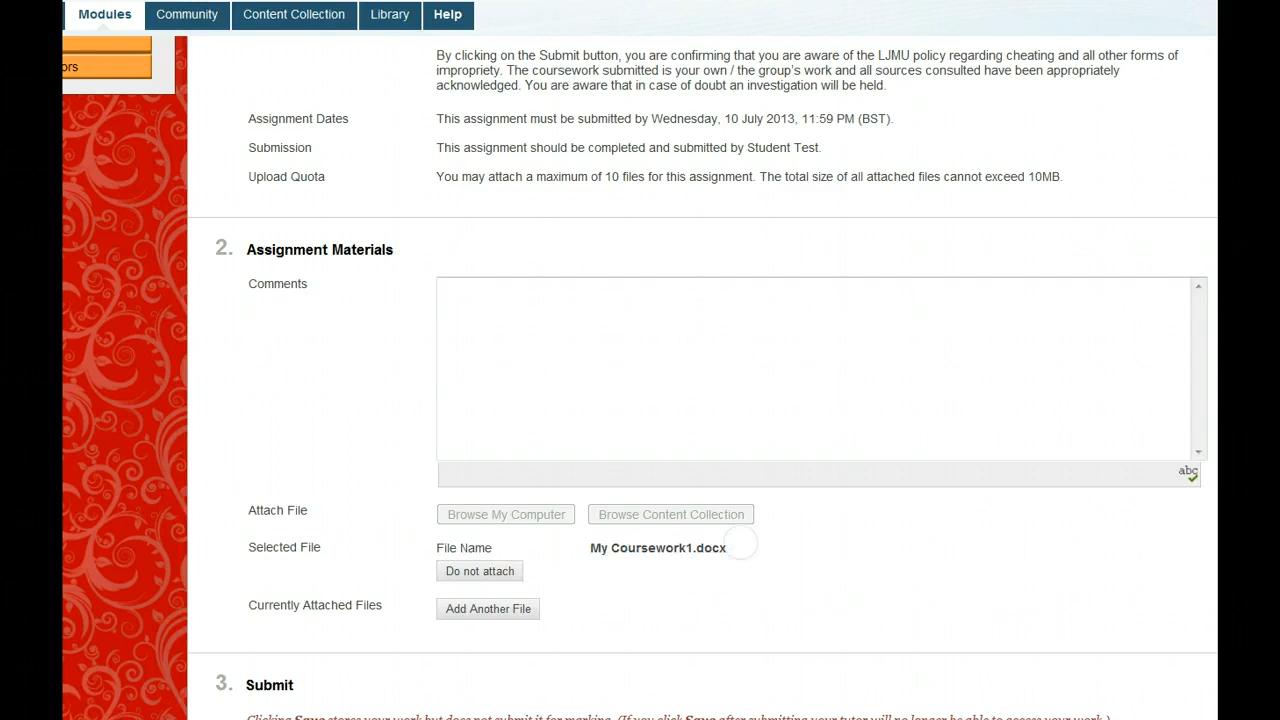 Modules Community Content Collection Library Help
ors
By clicking on the Submit button, you are confirming that you are aware of the LJMU policy regarding cheating and all other forms of
impropriety. The coursework submitted is your own / the group's work and all sources consulted have been appropriately
acknowledged. You are aware that in case of doubt an investigation will be held.
Assignment Dates This assignment must be submitted by Wednesday, 10 July 2013, 11:59 PM (BST).
Submission This assignment should be completed and submitted by Student Test.
Upload Quota You may attach a maximum of 10 files for this assignment. The total size of all attached files cannot exceed 10MB.
2. Assignment Materials
Comments
abc
Attach File Browse My Computer Browse Content Collection
Selected File File Name My Coursework1.docx
Do not attach
Currently Attached Files Add Another File
3. Submit
Clicking Save stores your work but does not submit it for marking. (If you click Save after submitting your tutor will no longer be able to access your work.)